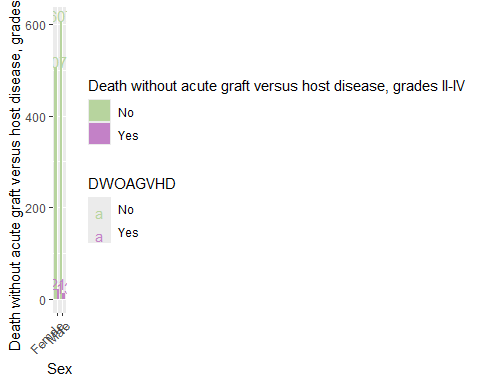 Death without acute graft versus host disease, grades
600
400
200
0
Female
Male
Sex
Death without acute graft versus host disease, grades II-IV
No
Yes
DWOAGVHD
a No
a Yes